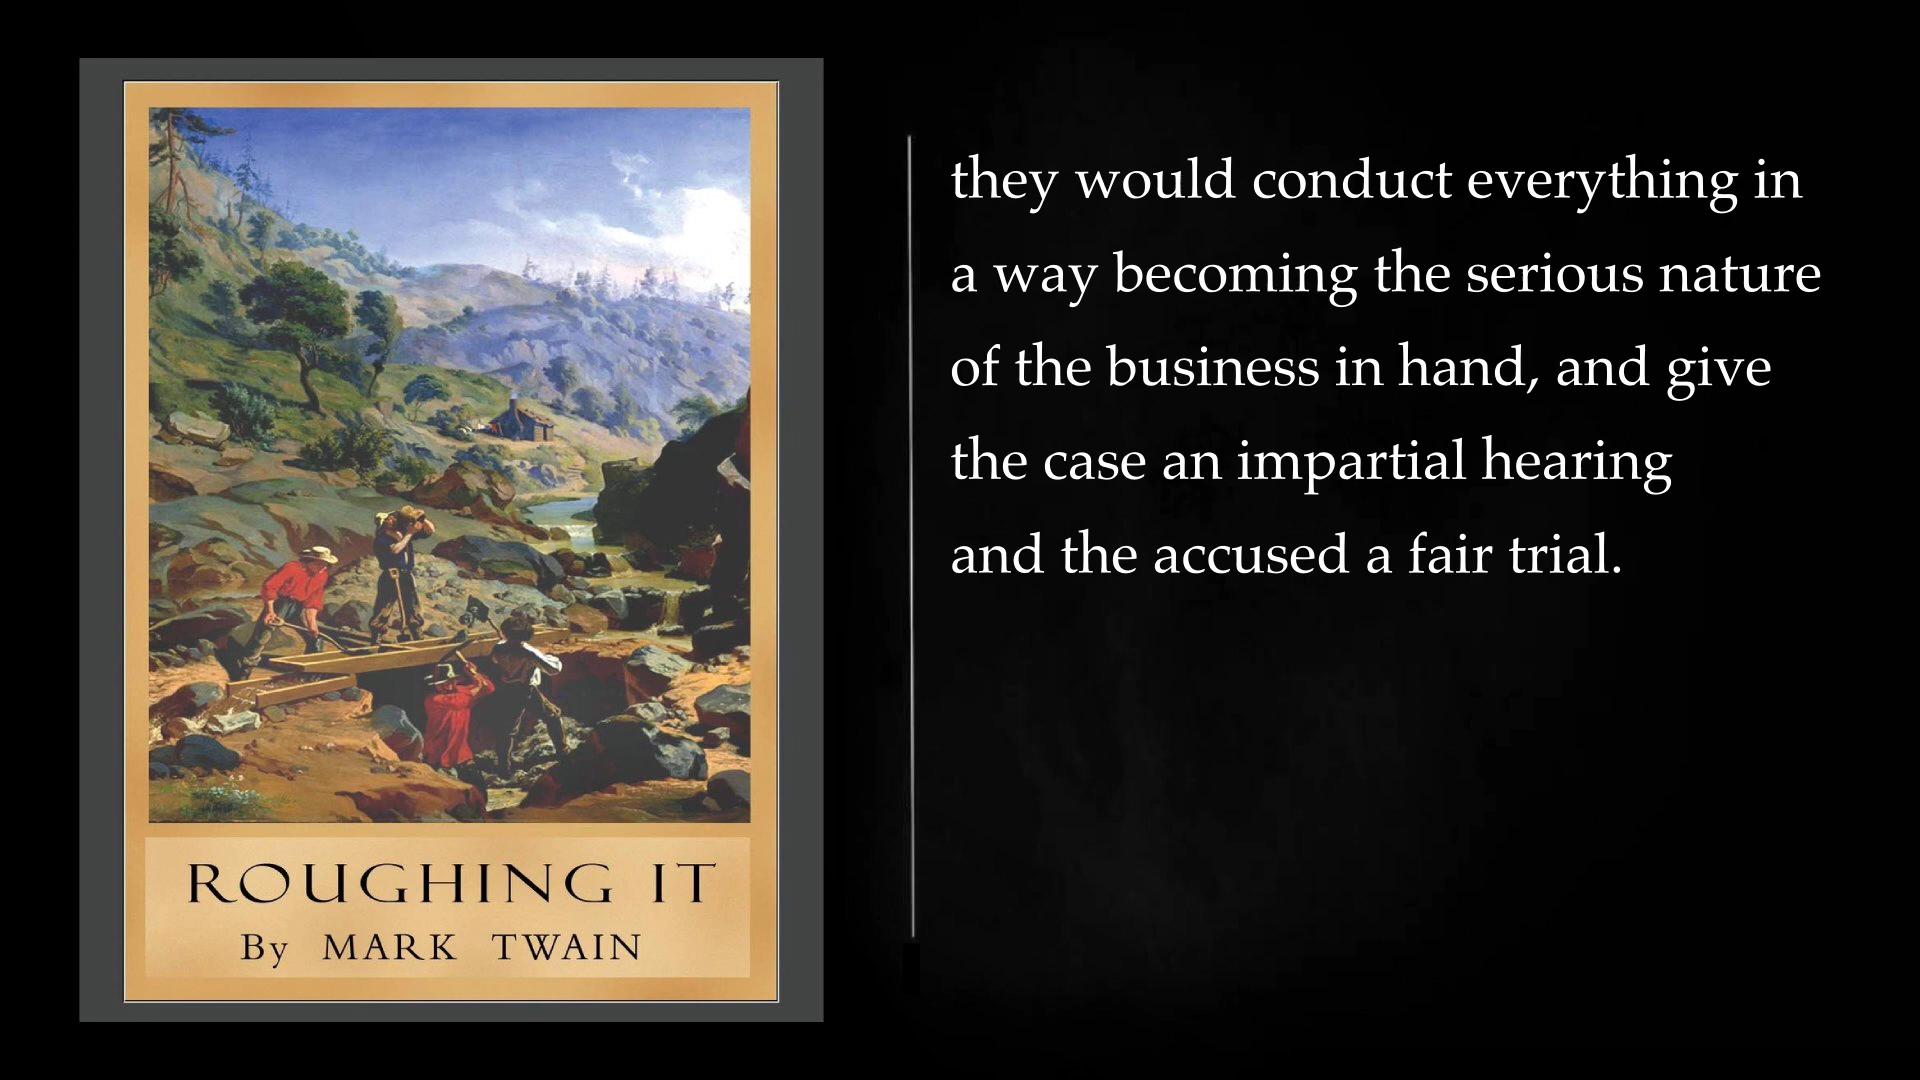 ROUGHING IT
By MARK TWAIN
they would conduct everything in
a way becoming the serious nature
of the business in hand, and give
the case an impartial hearing
and the accused a fair trial.